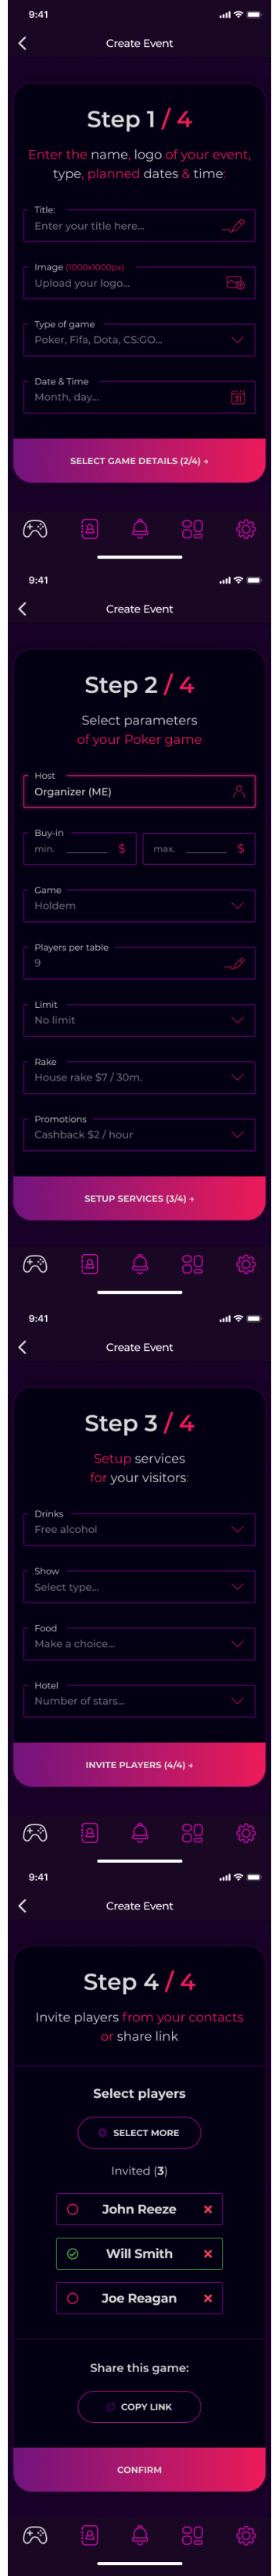 9:41
Create Event
Step 1 / 4
Enter the name, logo of your event,
type, planned dates & time:
Title:
Enter your title here...
Image (1000x1000px)
Upload your logo...
Type of game
Poker, Fifa, Dota, CS:GO...
Date & Time
Month, day...
31
SELECT GAME DETAILS (2/4) →
9:41
Create Event
Step 2 / 4
Select parameters
of your Poker game
Host
Organizer (ME)
Buy-in
min. ______ $ max. ______ $
Game
Holdem
Players per table
9
Limit
No limit
Rake
House rake $7 / 30m.
Promotions
Cashback $2 / hour
SETUP SERVICES (3/4) →
9:41
Create Event
Step 3 / 4
Setup services
for your visitors:
Drinks
Free alcohol
Show
Select type...
Food
Make a choice...
Hotel
Number of stars...
INVITE PLAYERS (4/4) →
9:41
Create Event
Step 4 / 4
Invite players from your contacts
or share link
Select players
SELECT MORE
Invited (3)
John Reeze
Will Smith
Joe Reagan
Share this game:
COPY LINK
CONFIRM